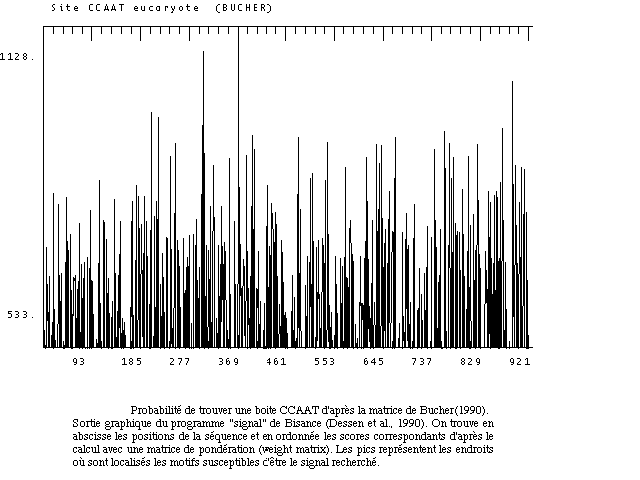 Site CCAAT eucaryote (BUCHER)
1128.
533.
93 185 277 369 461 553 645 737 829 921
Probabilité de trouver une boite CCAAT d'après la matrice de Bucher(1990).
Sortie graphique du programme "signal" de Bisance (Dessen et al., 1990). On trouve en
abscisse les positions de la séquence et en ordonnée les scores correspondants d'après le
calcul avec une matrice de pondération (weight matrix). Les pics représentent les endroits
où sont localisés les motifs susceptibles d'être le signal recherché.